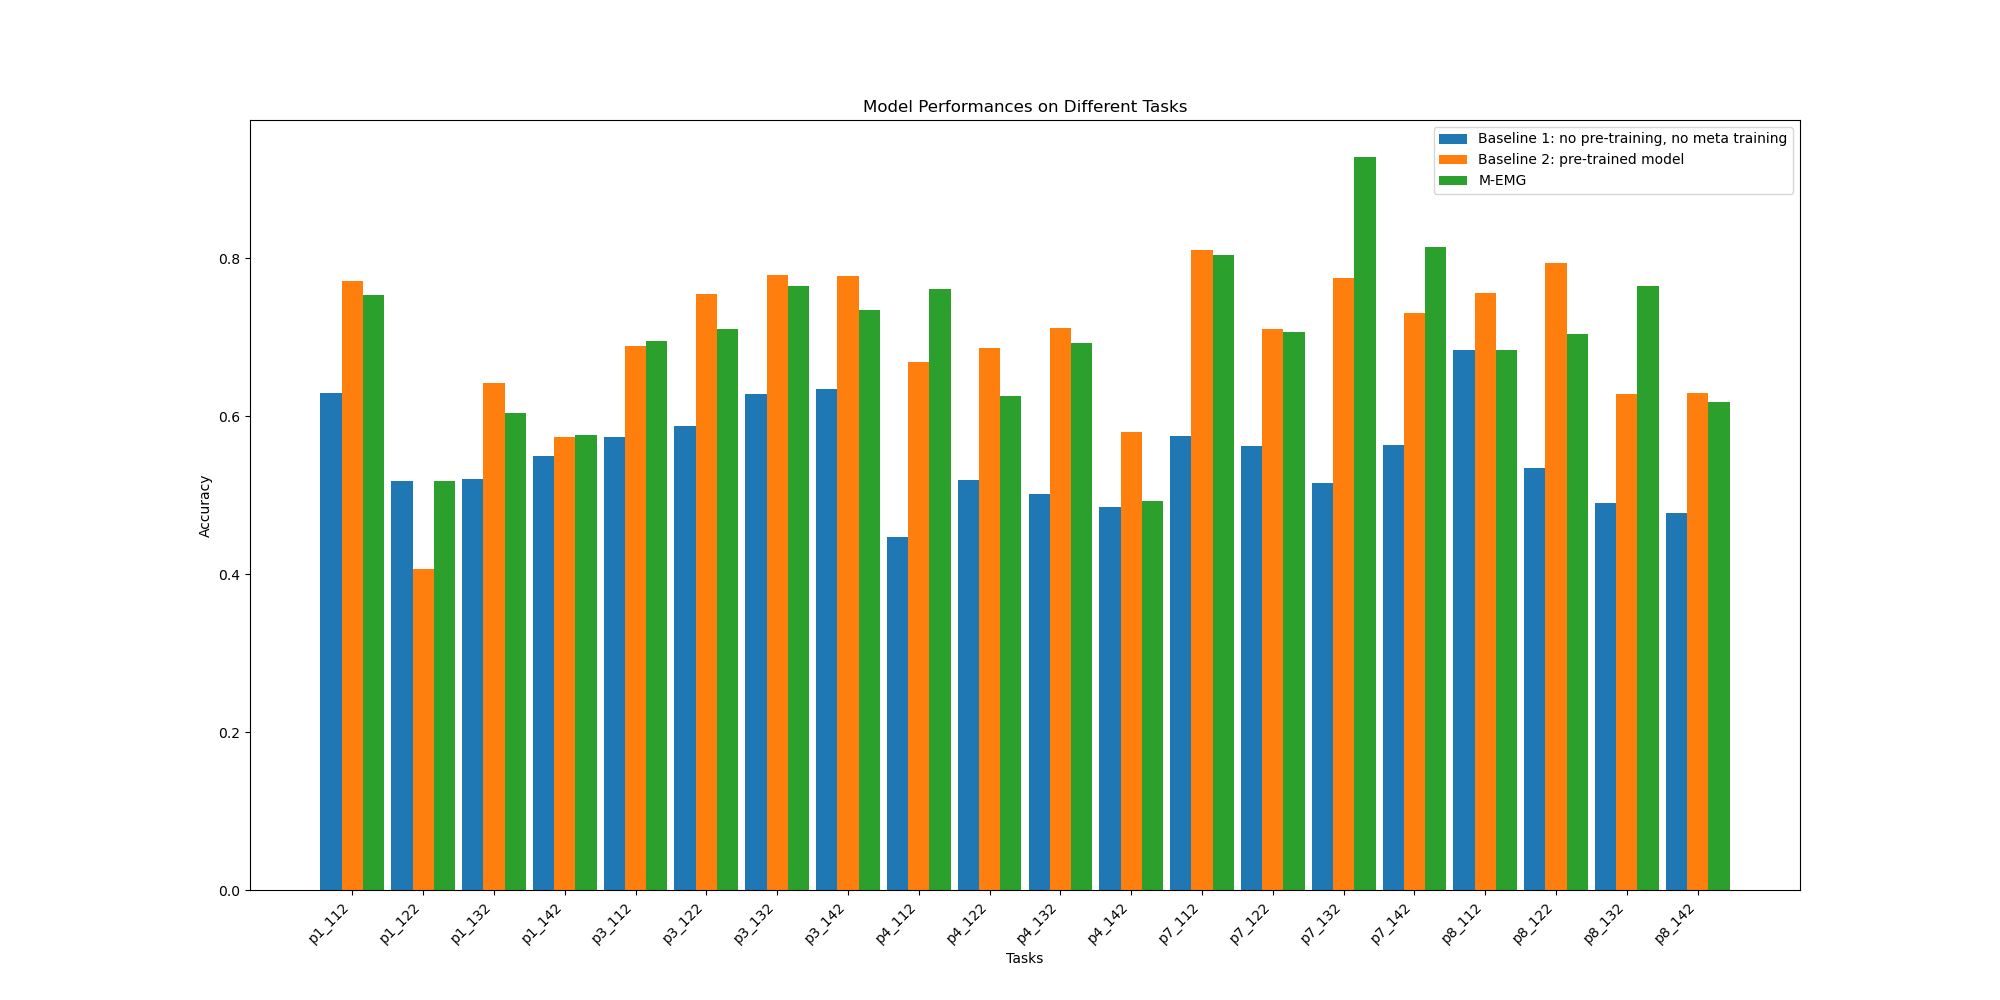 Model Performances on Different Tasks
Baseline 1: no pre-training, no meta training
Baseline 2: pre-trained model
M-EMG
Accuracy
0.8
0.6
0.4
0.2
0.0
p1_112
p1_122
p1_132
p1_142
p3_112
p3_122
p3_132
p3_142
p4_112
p4_122
p4_132
p4_142
p7_112
p7_122
p7_132
p7_142
p8_112
p8_122
p8_132
p8_142
Tasks